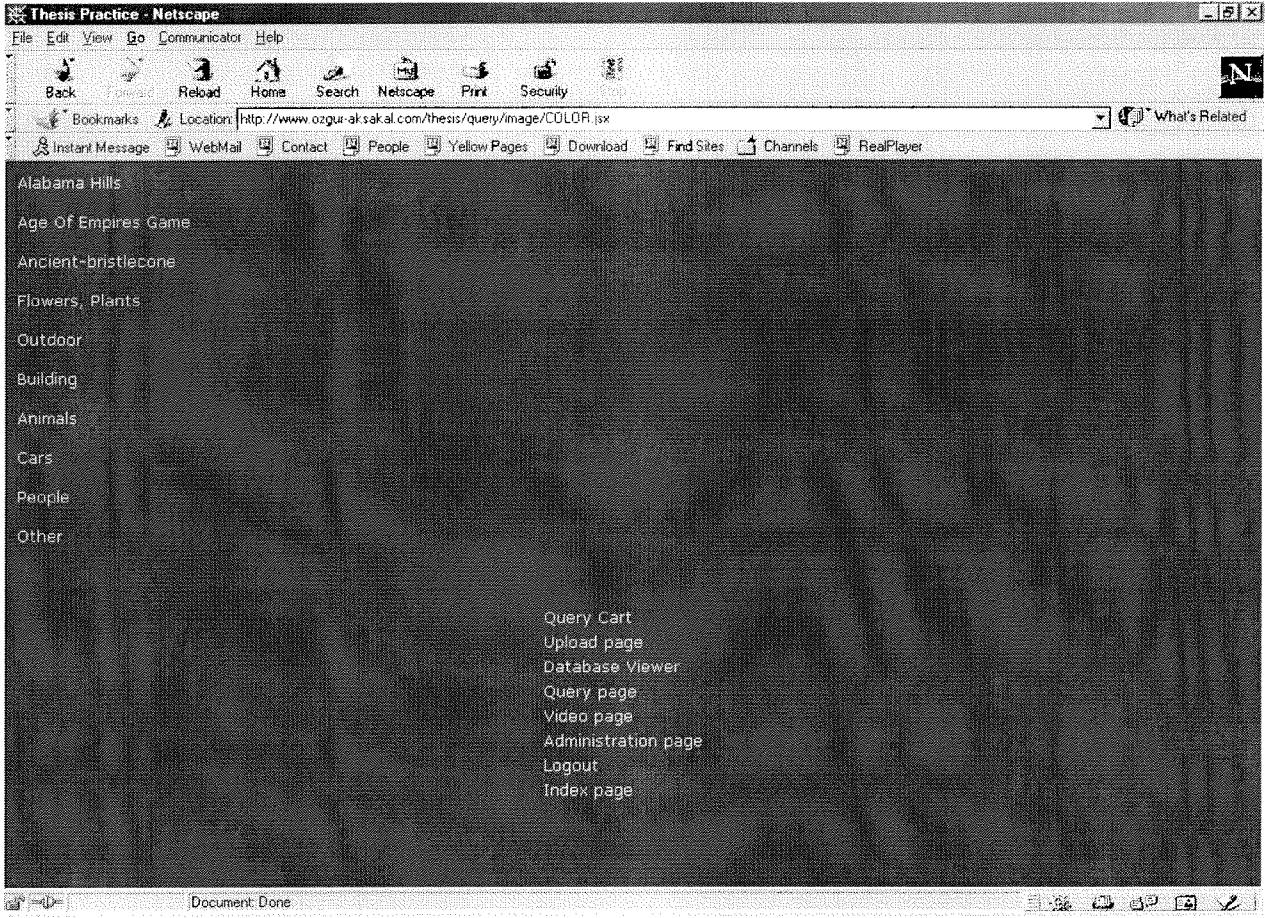 Thesis Practice - Netscape
File Edit View Go Communicator Help
Back Forward Reload Home Search Netscape Print Security Stop
N
Bookmarks Location: http://www.ozgur-aksakal.com/thesis/query/image/COLOR.jsx What's Related
Instant Message WebMail Contact People Yellow Pages Download Find Sites Channels RealPlayer
Alabama Hills
Age Of Empires Game
Ancient-bristlecone
Flowers, Plants
Outdoor
Building
Animals
Cars
People
Other
Query Cart
Upload page
Database Viewer
Query page
Video page
Administration page
Logout
Index page
Document: Done